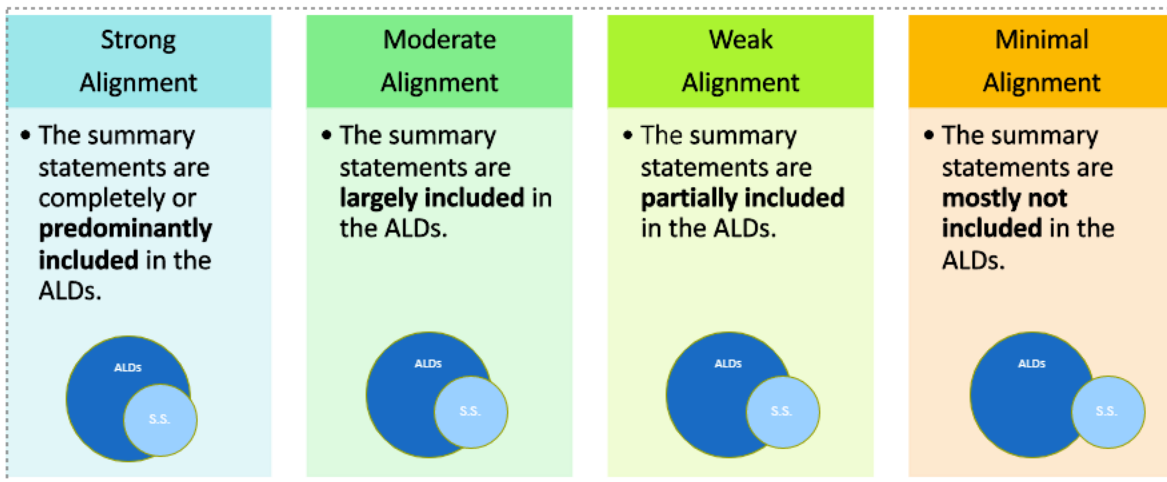 Strong
Alignment
• The summary
statements are
completely or
predominantly
included in the
ALDs.
ALDs
S.S.
Moderate
Alignment
• The summary
statements are
largely included in
the ALDs.
ALDs
S.S.
Weak
Alignment
• The summary
statements are
partially included
in the ALDs.
ALDs
S.S.
Minimal
Alignment
• The summary
statements are
mostly not
included in the
ALDs.
ALDs
S.S.